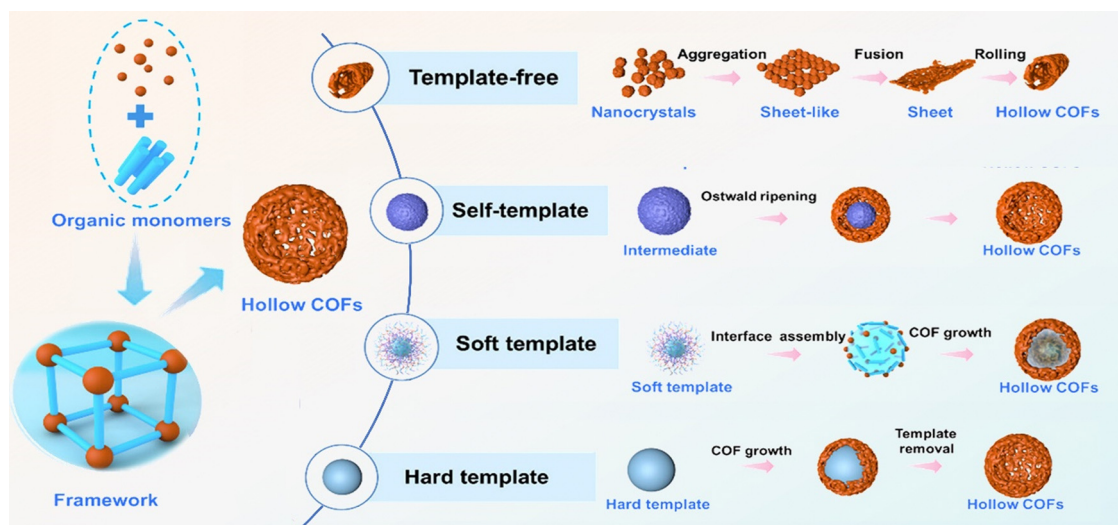 Organic monomers
Framework
Hollow COFs
Template-free
Aggregation
Fusion
Rolling
Nanocrystals
Sheet-like
Sheet
Hollow COFs
Self-template
Ostwald ripening
Intermediate
Hollow COFs
Soft template
Interface assembly
COF growth
Soft template
Hollow COFs
Hard template
COF growth
Template
removal
Hard template
Hollow COFs